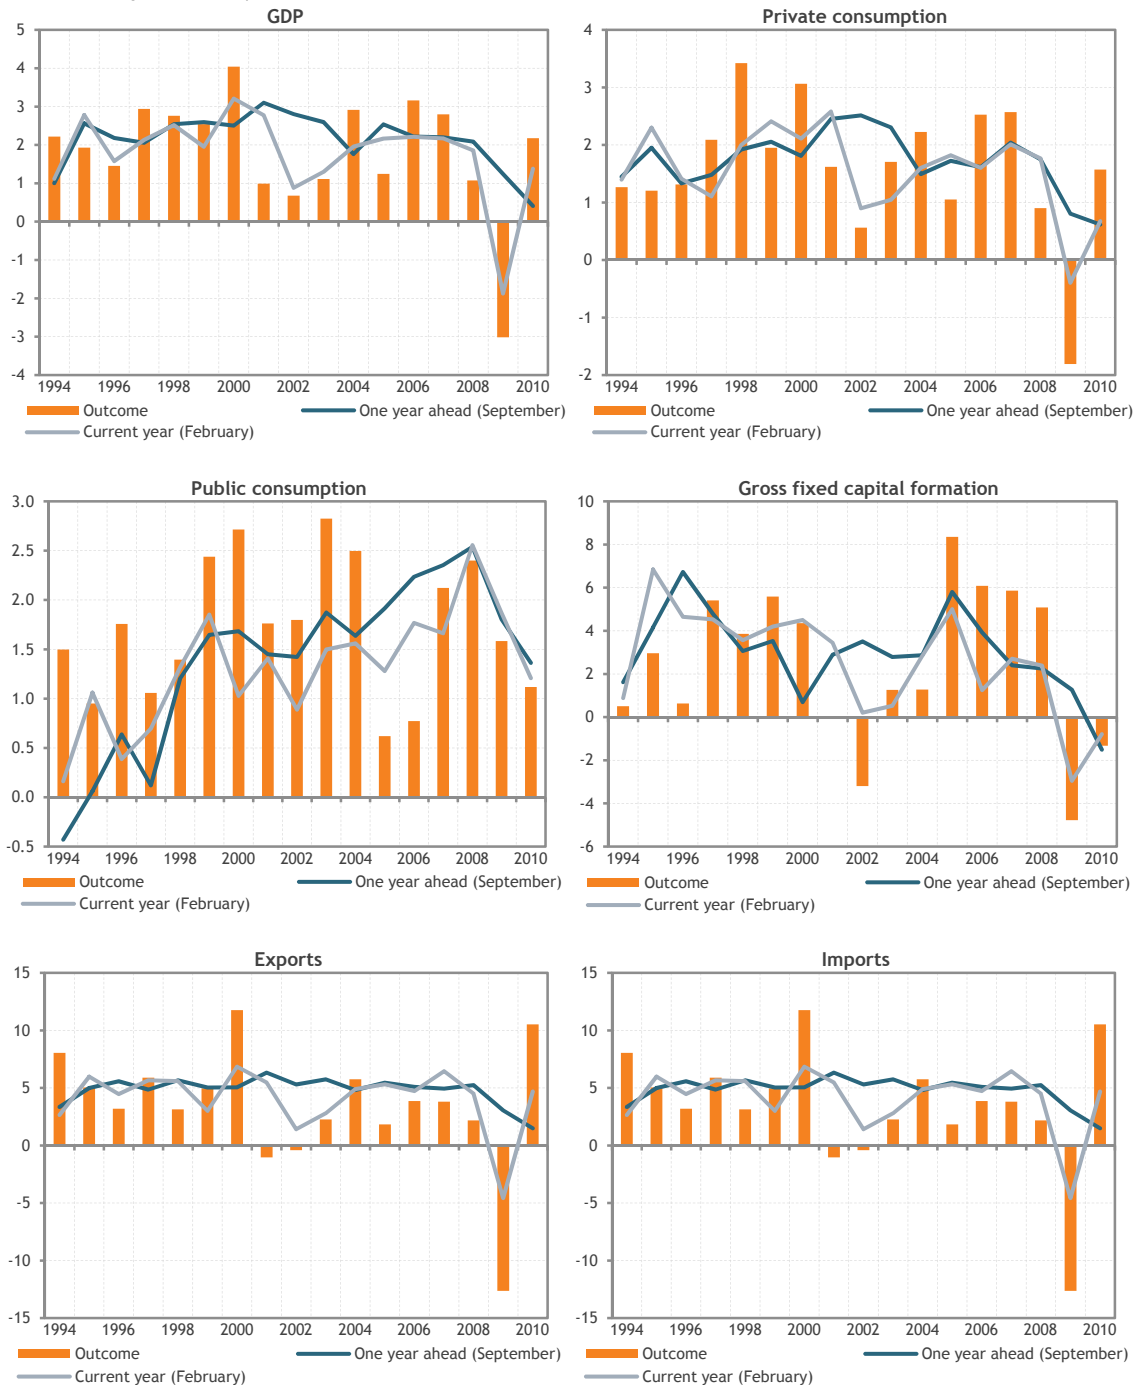 GDP
5
4
3
2
1
0
-1
-2
-3
-4
1994 1996 1998 2000 2002 2004 2006 2008 2010
Outcome One year ahead (September)
Current year (February)
Private consumption
4
3
2
1
0
-1
-2
1994 1996 1998 2000 2002 2004 2006 2008 2010
Outcome One year ahead (September)
Current year (February)
Public consumption
3.0
2.5
2.0
1.5
1.0
0.5
0.0
-0.5
1994 1996 1998 2000 2002 2004 2006 2008 2010
Outcome One year ahead (September)
Current year (February)
Gross fixed capital formation
10
8
6
4
2
0
-2
-4
-6
1994 1996 1998 2000 2002 2004 2006 2008 2010
Outcome One year ahead (September)
Current year (February)
Exports
15
10
5
0
-5
-10
-15
1994 1996 1998 2000 2002 2004 2006 2008 2010
Outcome One year ahead (September)
Current year (February)
Imports
15
10
5
0
-5
-10
-15
1994 1996 1998 2000 2002 2004 2006 2008 2010
Outcome One year ahead (September)
Current year (February)